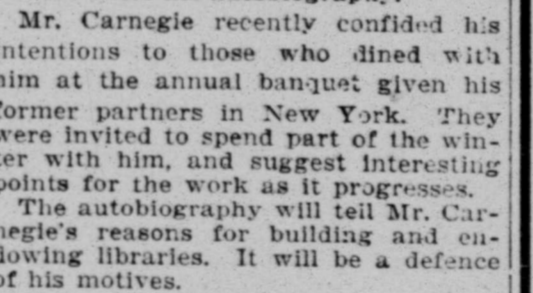 Mr. Carnegie recently confided his
intentions to those who dined with
him at the annual banquet given his
former partners in New York. They
were invited to spend part of the win-
ter with him, and suggest interesting
points for the work as it progresses.
The autobiography will tell Mr. Car-
negie's reasons for building and en-
dowing libraries. It will be a defence
of his motives.